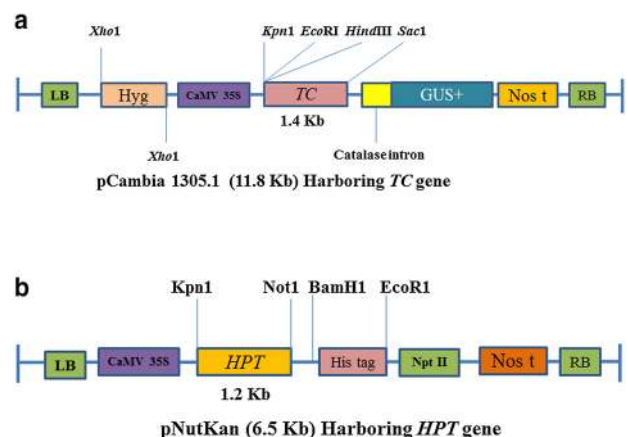 a
Xho1
Kpn1 EcoRI HindIII Sac1
LB Hyg CaMV 35S TC GUS+ Nos t RB
1.4 Kb
Xho1
Catalase intron
pCambia 1305.1 (11.8 Kb) Harboring TC gene
b
Kpn1 Not1 BamH1 EcoR1
LB CaMV 35S HPT His tag Npt II Nos t RB
1.2 Kb
pNutKan (6.5 Kb) Harboring HPT gene